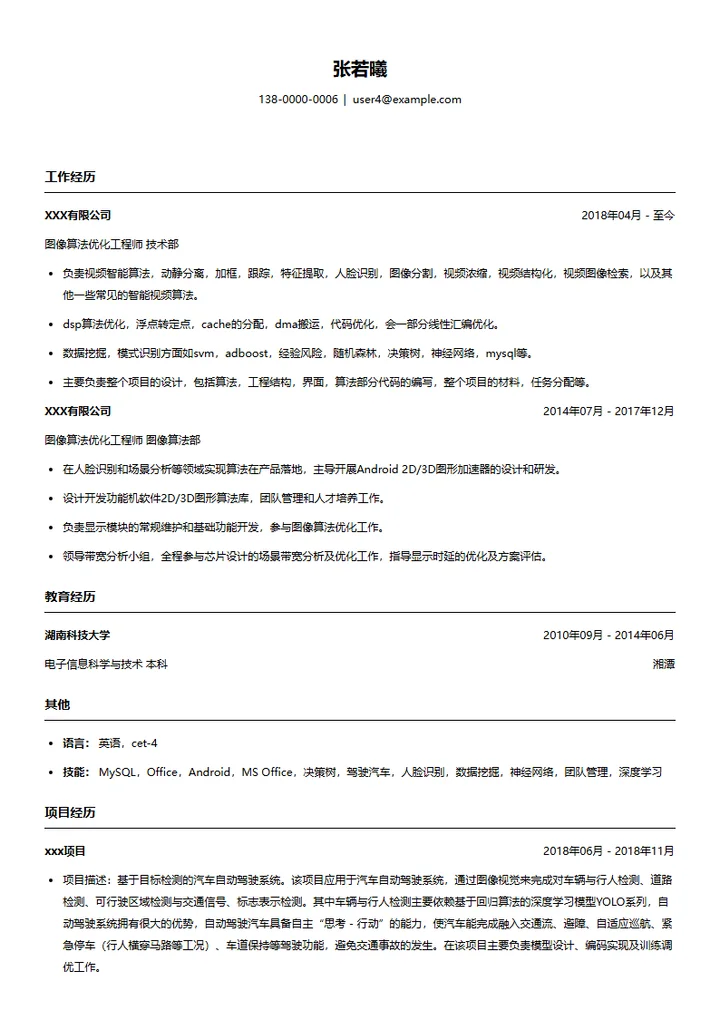 张若曦
138-0000-0006 | user4@example.com
工作经历
XXX有限公司 2018年04月 - 至今
图像算法优化工程师 技术部
• 负责视频智能算法，动静分离，加框，跟踪，特征提取，人脸识别，图像分割，视频浓缩，视频结构化，视频图像检索，以及其
他一些常见的智能视频算法。
• dsp算法优化，浮点转定点，cache的分配，dma搬运，代码优化，会一部分线性汇编优化。
• 数据挖掘，模式识别方面如svm，adboost，经验风险，随机森林，决策树，神经网络，mysql等。
• 主要负责整个项目的设计，包括算法，工程结构，界面，算法部分代码的编写，整个项目的材料，任务分配等。
XXX有限公司 2014年07月 - 2017年12月
图像算法优化工程师 图像算法部
• 在人脸识别和场景分析等领域实现算法在产品落地，主导开展Android 2D/3D图形加速器的设计和研发。
• 设计开发功能机软件2D/3D图形算法库，团队管理和人才培养工作。
• 负责显示模块的常规维护和基础功能开发，参与图像算法优化工作。
• 领导带宽分析小组，全程参与芯片设计的场景带宽分析及优化工作，指导显示时延的优化及方案评估。
教育经历
湖南科技大学 2010年09月 - 2014年06月
电子信息科学与技术 本科 湘潭
其他
• 语言： 英语，cet-4
• 技能： MySQL，Office，Android，MS Office，决策树，驾驶汽车，人脸识别，数据挖掘，神经网络，团队管理，深度学习
项目经历
xxx项目 2018年06月 - 2018年11月
• 项目描述：基于目标检测的汽车自动驾驶系统。该项目应用于汽车自动驾驶系统，通过图像视觉来完成对车辆与行人检测、道路
检测、可行驶区域检测与交通信号、标志表示检测。其中车辆与行人检测主要依赖基于回归算法的深度学习模型YOLO系列，自
动驾驶系统拥有很大的优势，自动驾驶汽车具备自主“思考 - 行动”的能力，使汽车能完成融入交通流、避障、自适应巡航、紧
急停车（行人横穿马路等工况）、车道保持等驾驶功能，避免交通事故的发生。在该项目主要负责模型设计、编码实现及训练调
优工作。